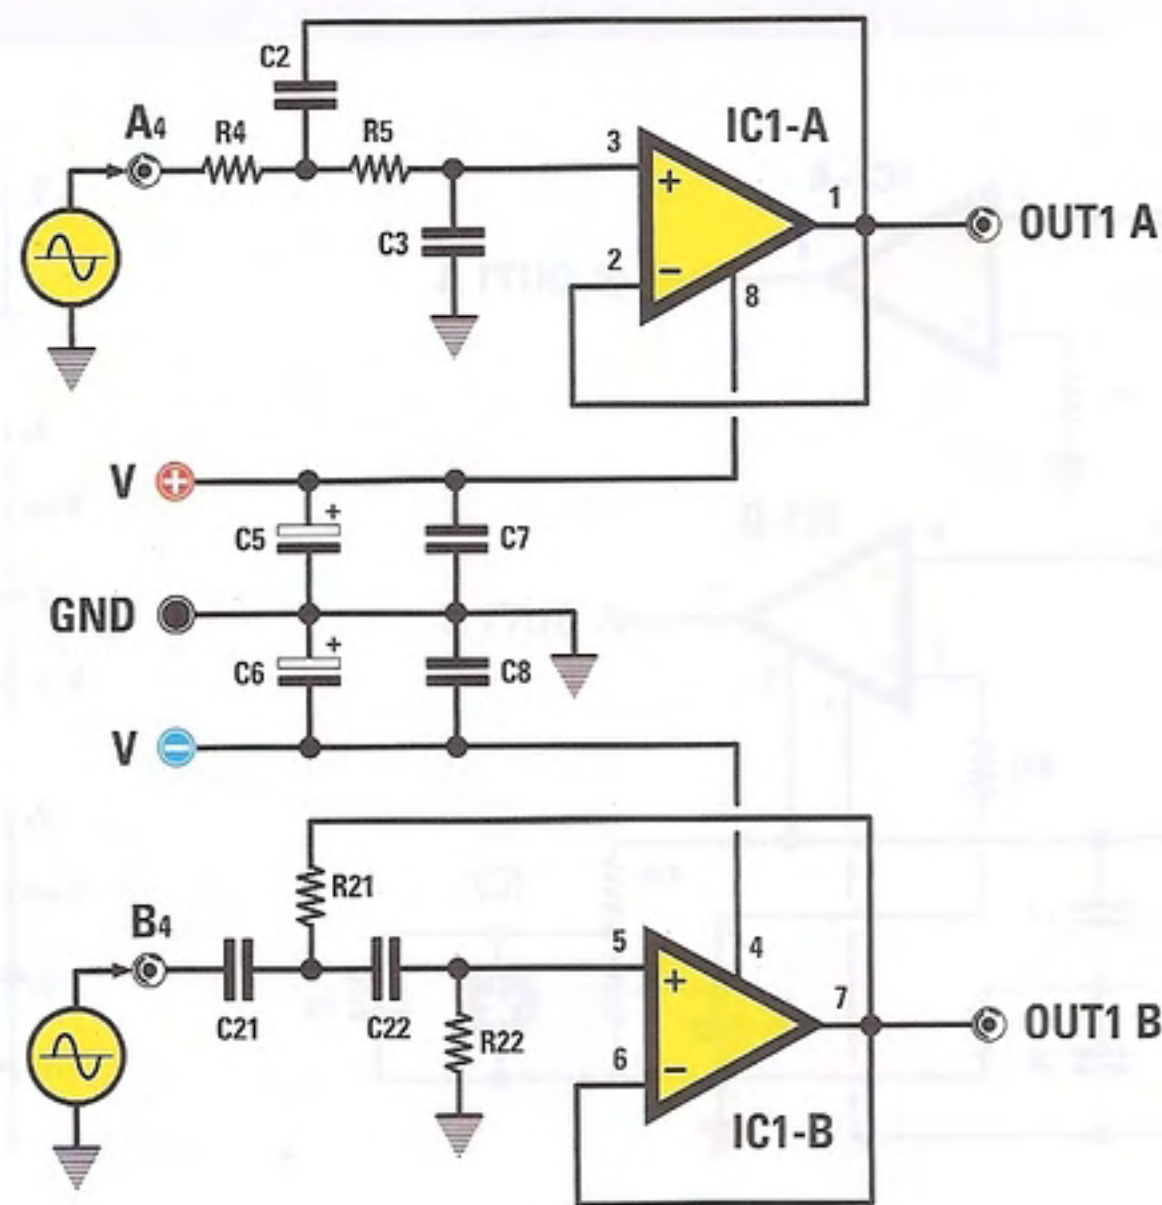 C2
A4
R4
R5
IC1-A
3
+
1
OUT1 A
C3
2
−
8
V +
+
C5
C7
GND
+
C6
C8
V −
R21
B4
5
+
4
7
C21
C22
R22
OUT1 B
6
−
IC1-B